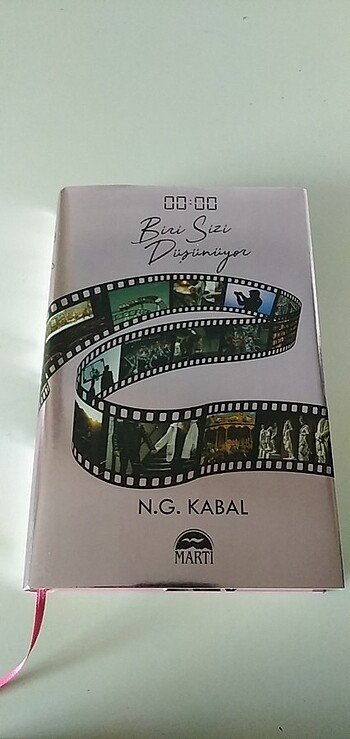 00:00
Biri Sizi
Düşünüyor
N.G. KABAL
MARTI